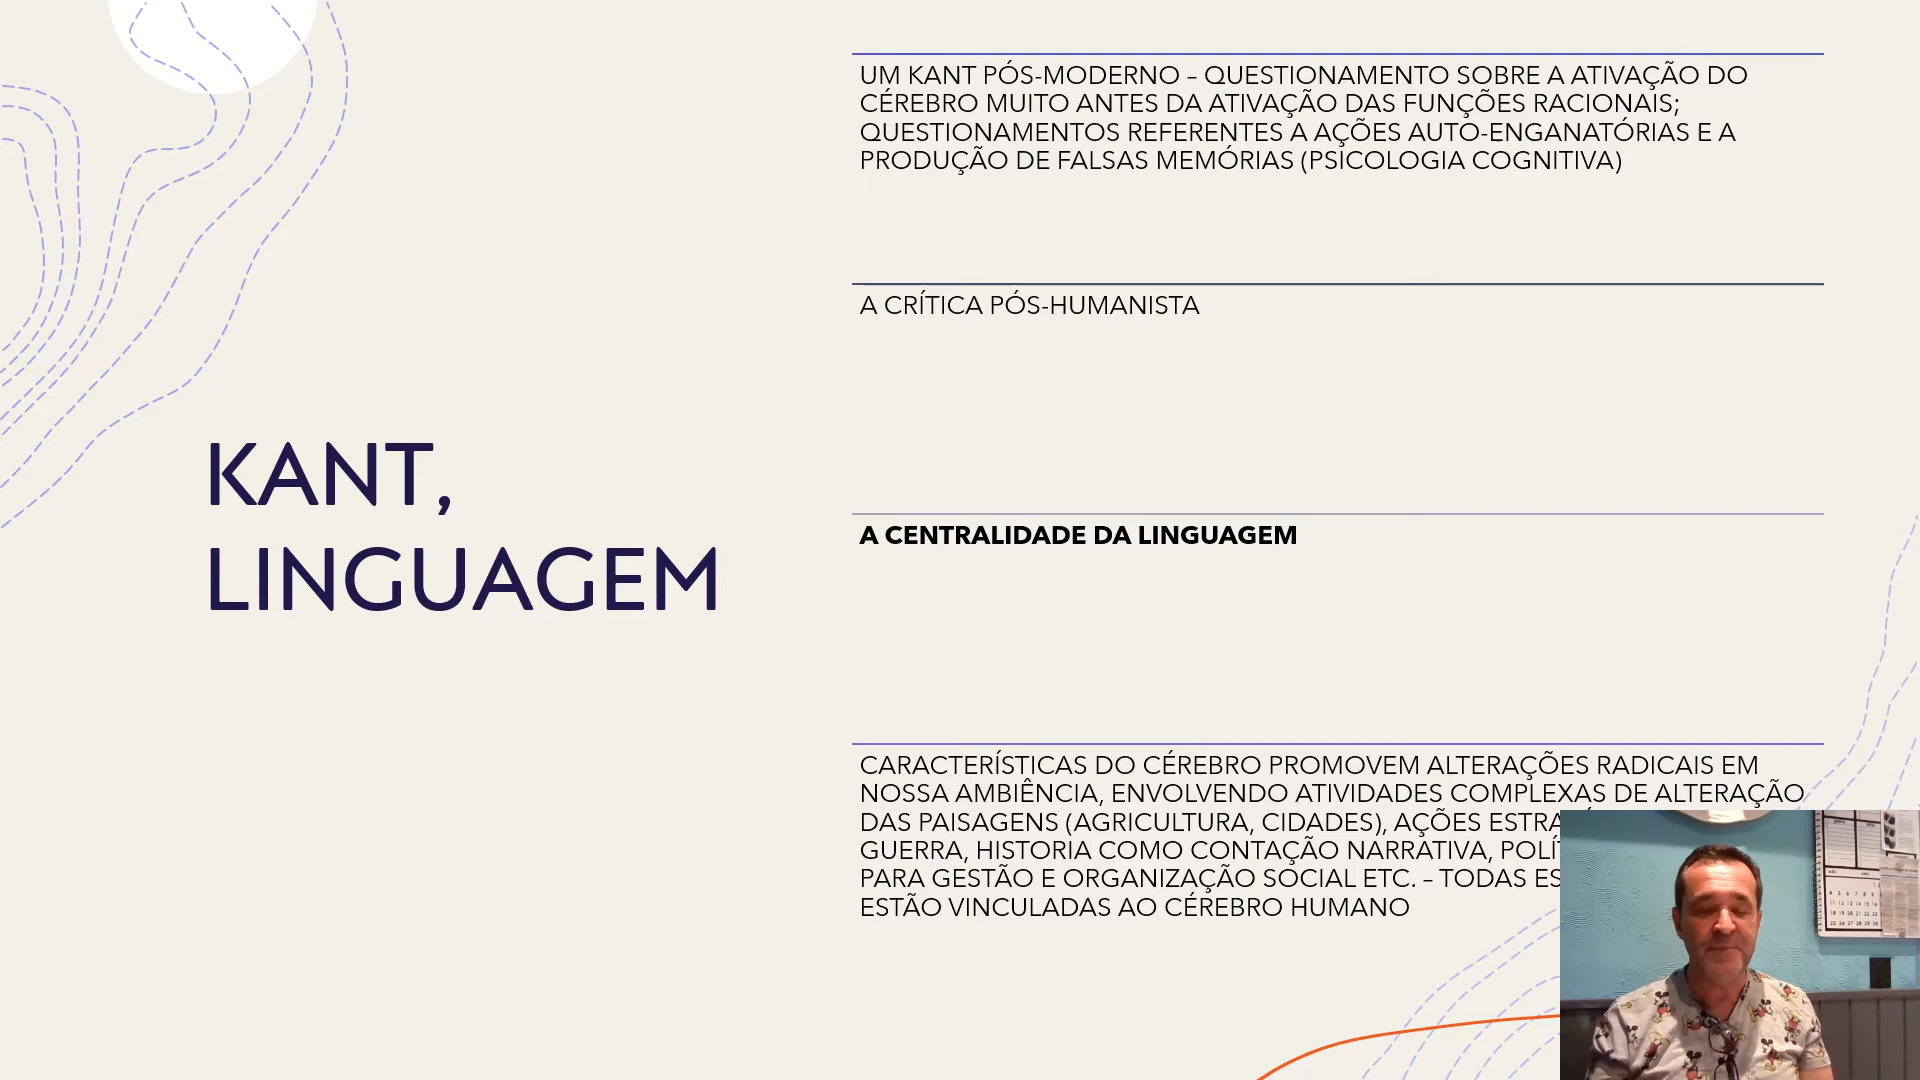 KANT,
LINGUAGEM
UM KANT PÓS-MODERNO – QUESTIONAMENTO SOBRE A ATIVAÇÃO DO
CÉREBRO MUITO ANTES DA ATIVAÇÃO DAS FUNÇÕES RACIONAIS;
QUESTIONAMENTOS REFERENTES A AÇÕES AUTO-ENGANATÓRIAS E A
PRODUÇÃO DE FALSAS MEMÓRIAS (PSICOLOGIA COGNITIVA)
A CRÍTICA PÓS-HUMANISTA
A CENTRALIDADE DA LINGUAGEM
CARACTERÍSTICAS DO CÉREBRO PROMOVEM ALTERAÇÕES RADICAIS EM
NOSSA AMBIÊNCIA, ENVOLVENDO ATIVIDADES COMPLEXAS DE ALTERAÇÃO
DAS PAISAGENS (AGRICULTURA, CIDADES), AÇÕES
GUERRA, HISTORIA COMO CONTAÇÃO NARRATIVA,
PARA GESTÃO E ORGANIZAÇÃO SOCIAL ETC. – TODAS
ESTÃO VINCULADAS AO CÉREBRO HUMANO